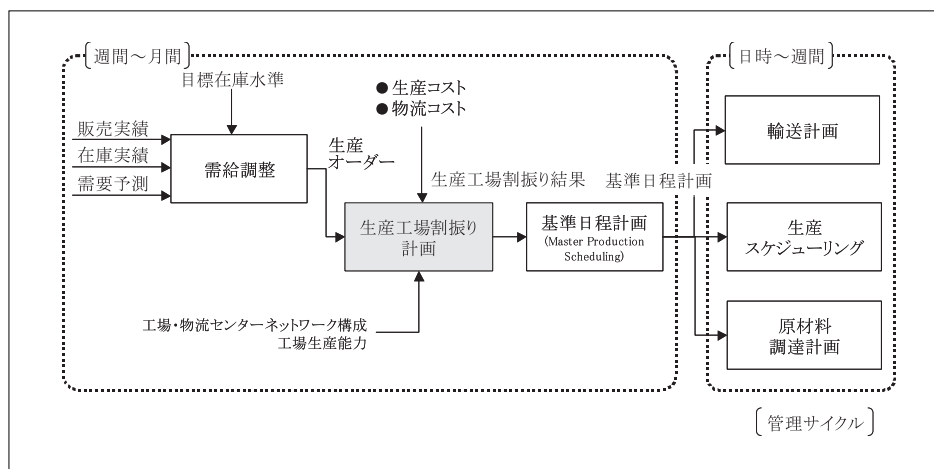 週間～月間
日時～週間
目標在庫水準
●生産コスト
●物流コスト
販売実績
在庫実績
需要予測
需給調整
生産
オーダー
輸送計画
生産工場割振り結果
基準日程計画
生産工場割振り
計画
基準日程計画
(Master Production
Scheduling)
生産
スケジューリング
工場・物流センターネットワーク構成
工場生産能力
原材料
調達計画
管理サイクル